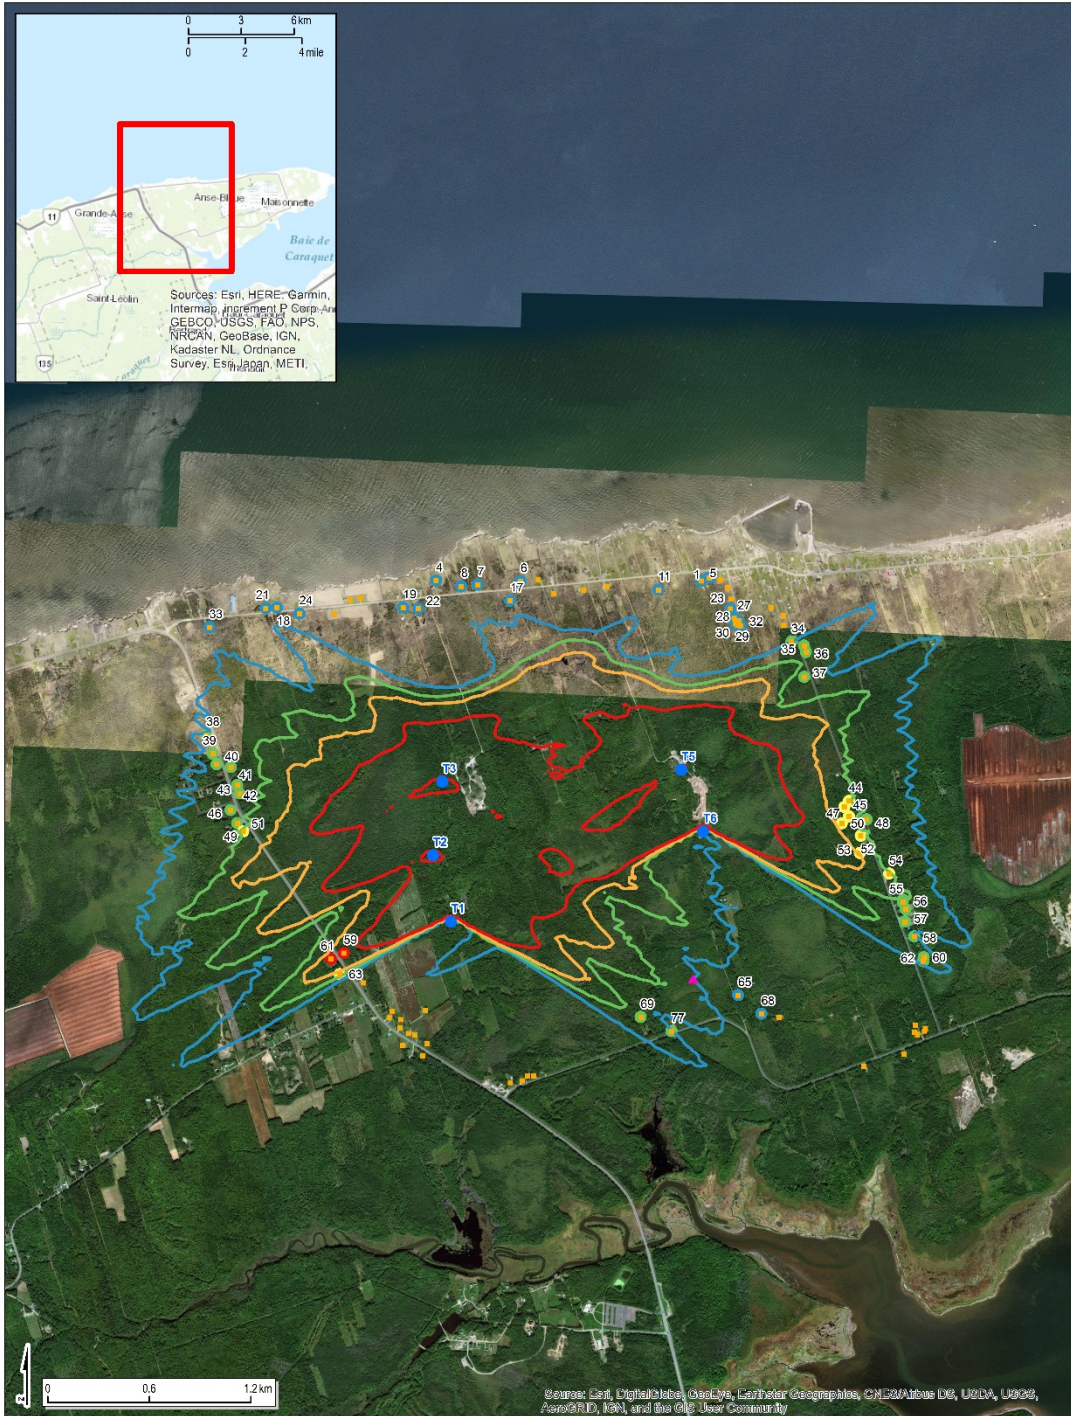 0 3 6 km
0 2 4 mile
11
Grande-Anse
Anse-Bleue
Maisonnette
Baie de
Caraquet
Saint-Léolin
135
Caraquet
Sources: Esri, HERE, Garmin,
Intermap, increment P Corp.,
GEBCO, USGS, FAO, NPS,
NRCAN, GeoBase, IGN,
Kadaster NL, Ordnance
Survey, Esri Japan, METI,
4
8
7
6
17
11
1
5
19
22
21
18
24
33
23
27
28
32
30
29
34
35
36
37
38
39
40
41
43
42
46
51
49
T3
T5
T2
T6
T1
44
45
47
50
48
53
52
54
55
56
57
58
62
60
61
59
63
65
68
69
77
0 0.6 1.2 km
Source: Esri, DigitalGlobe, GeoEye, Earthstar Geographics, CNES/Airbus DS, USDA, USGS,
AeroGRID, IGN, and the GIS User Community